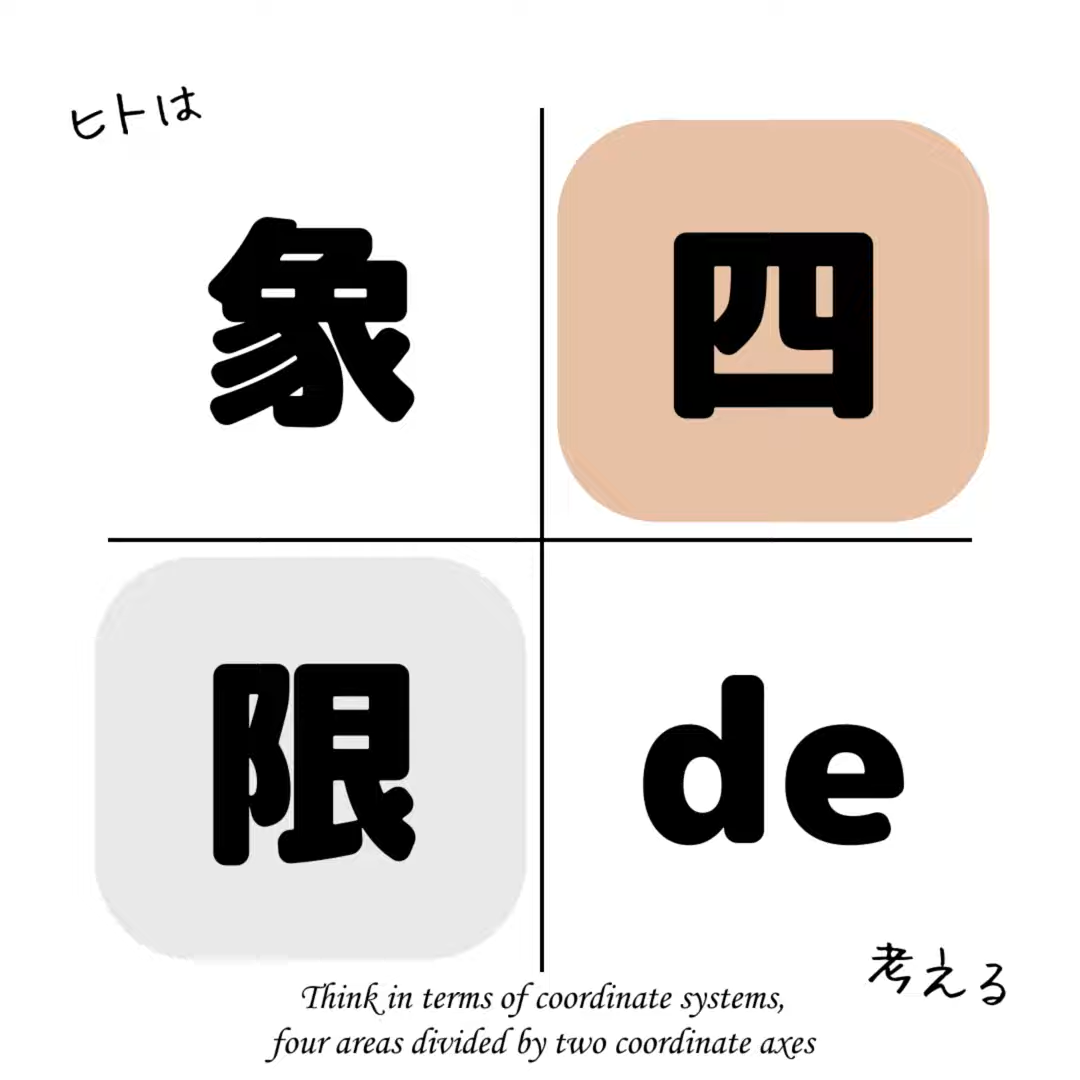 ヒトは
四
象
限
de
考える
Think in terms of coordinate systems,
four areas divided by two coordinate axes